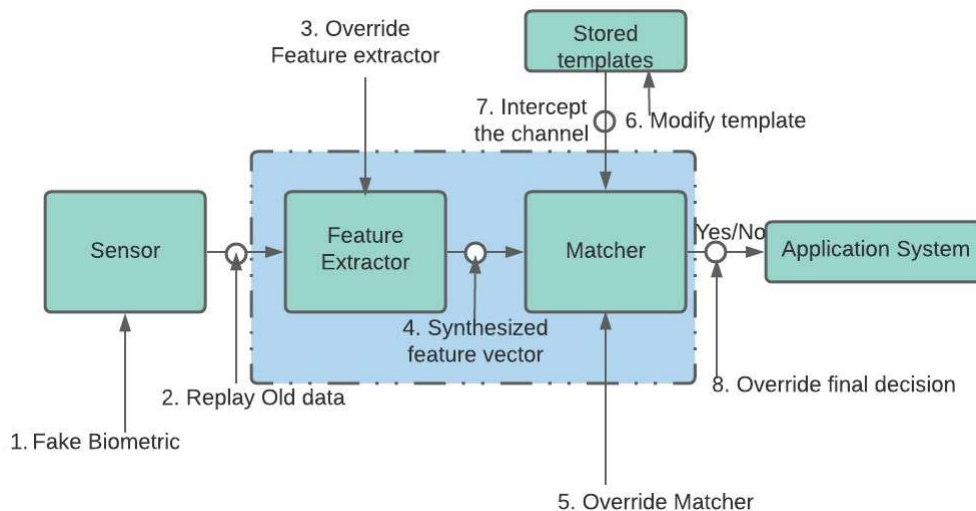 3. Override
Feature extractor
Stored
templates
7. Intercept
the channel
6. Modify template
Sensor
Feature
Extractor
Matcher
Yes/No
Application System
4. Synthesized
feature vector
2. Replay Old data
8. Override final decision
1. Fake Biometric
5. Override Matcher